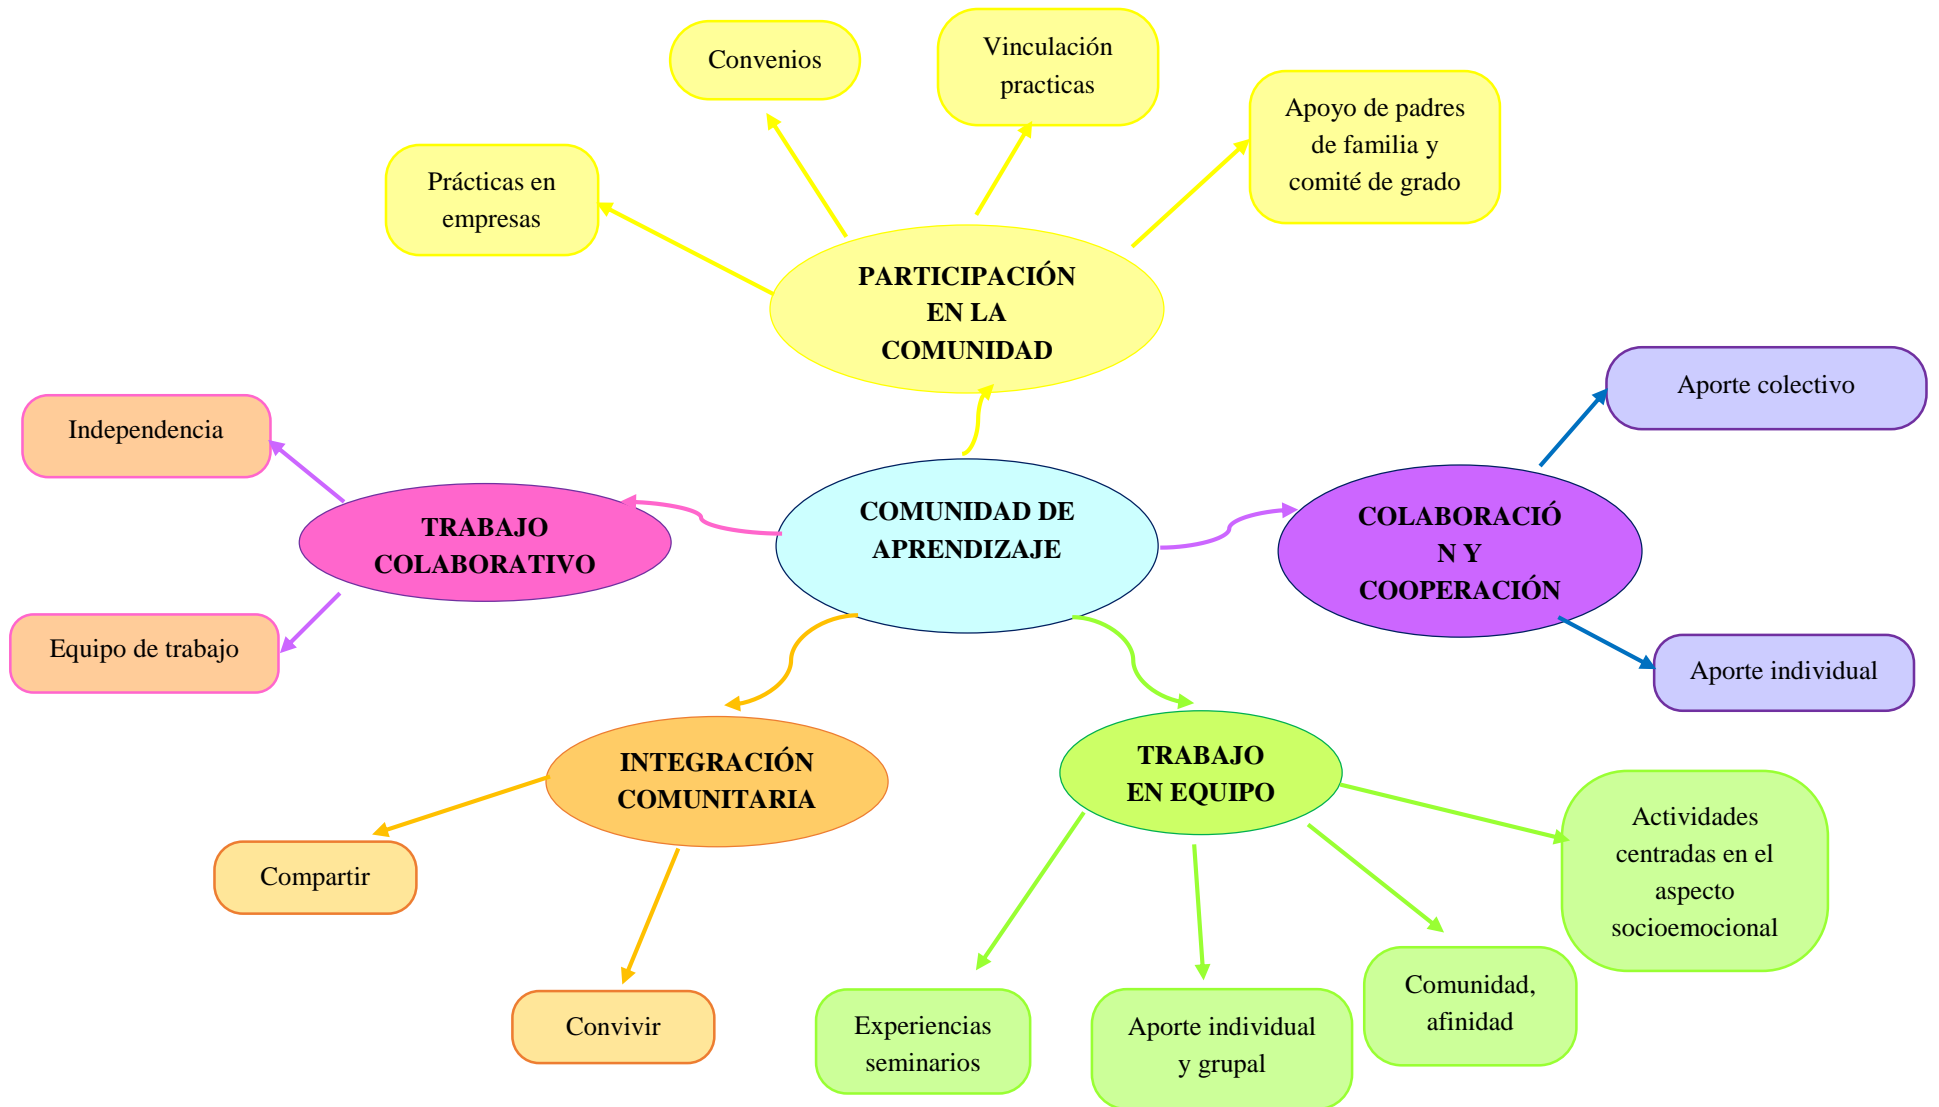 Convenios
Vinculación
practicas
Apoyo de padres
de familia y
comité de grado
Prácticas en
empresas
PARTICIPACIÓN
EN LA
COMUNIDAD
Aporte colectivo
Independencia
TRABAJO
COLABORATIVO
COMUNIDAD DE
APRENDIZAJE
COLABORACIÓ
N Y
COOPERACIÓN
Equipo de trabajo
Aporte individual
INTEGRACIÓN
COMUNITARIA
TRABAJO
EN EQUIPO
Actividades
centradas en el
aspecto
socioemocional
Compartir
Convivir
Experiencias
seminarios
Aporte individual
y grupal
Comunidad,
afinidad